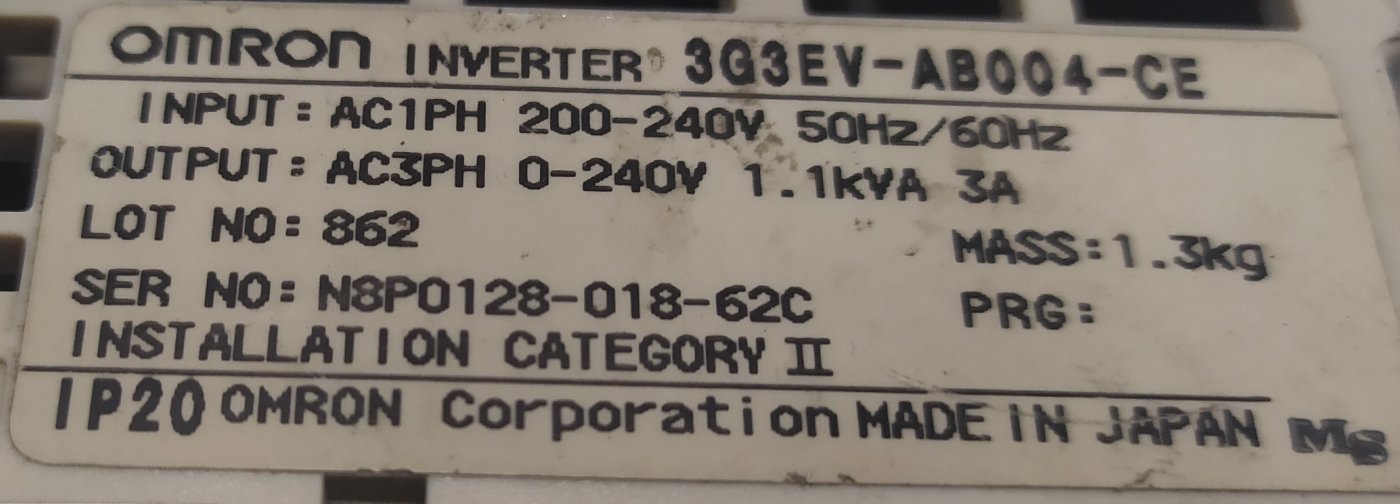 OMRON INVERTER 3G3EV-AB004-CE
INPUT: AC1PH 200-240V 50Hz/60Hz
OUTPUT: AC3PH 0-240V 1.1kVA 3A
LOT NO: 862 MASS:1.3kg
SER NO: N8P0128-018-62C PRG:
INSTALLATION CATEGORY II
IP20 OMRON Corporation MADE IN JAPAN MS